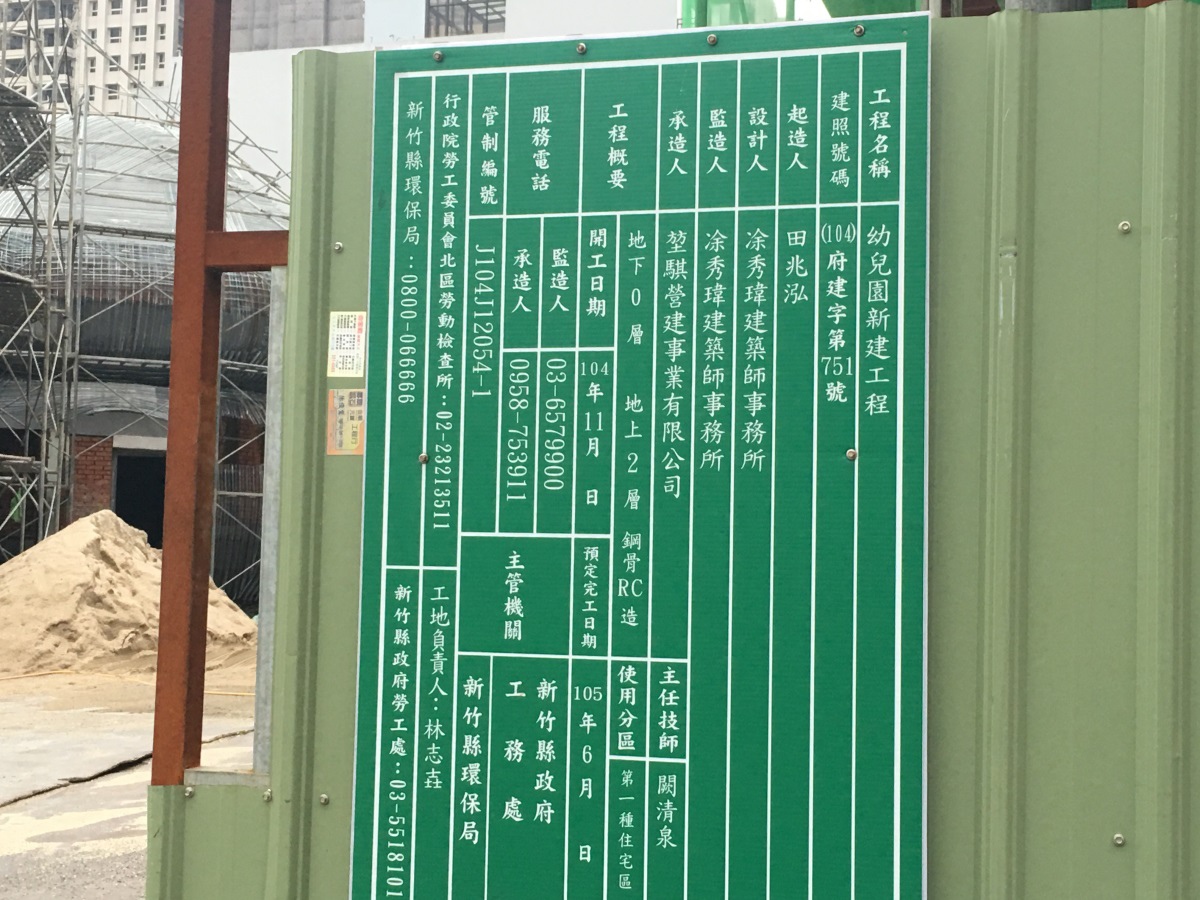 工程名稱 幼兒園新建工程
建照號碼 (104)府建字第751號
起造人 田兆泓
設計人 凃秀瑋建築師事務所
監造人 凃秀瑋建築師事務所
承造人 堃騏營建事業有限公司 主任技師 闕清泉
工程概要 地下0層 地上2層 鋼骨RC造 使用分區 第一種住宅區
開工日期 104年11月 日 預定完工日期 105年6月 日
服務電話 監造人 03-6579900
承造人 0958-753911
主管機關 新竹縣政府
工務處
新竹縣環保局
管制編號 J104J12054-1
行政院勞工委員會北區勞動檢查所:02-23213511 工地負責人:林志壵
新竹縣環保局:0800-066666 新竹縣政府勞工處:03-5518101